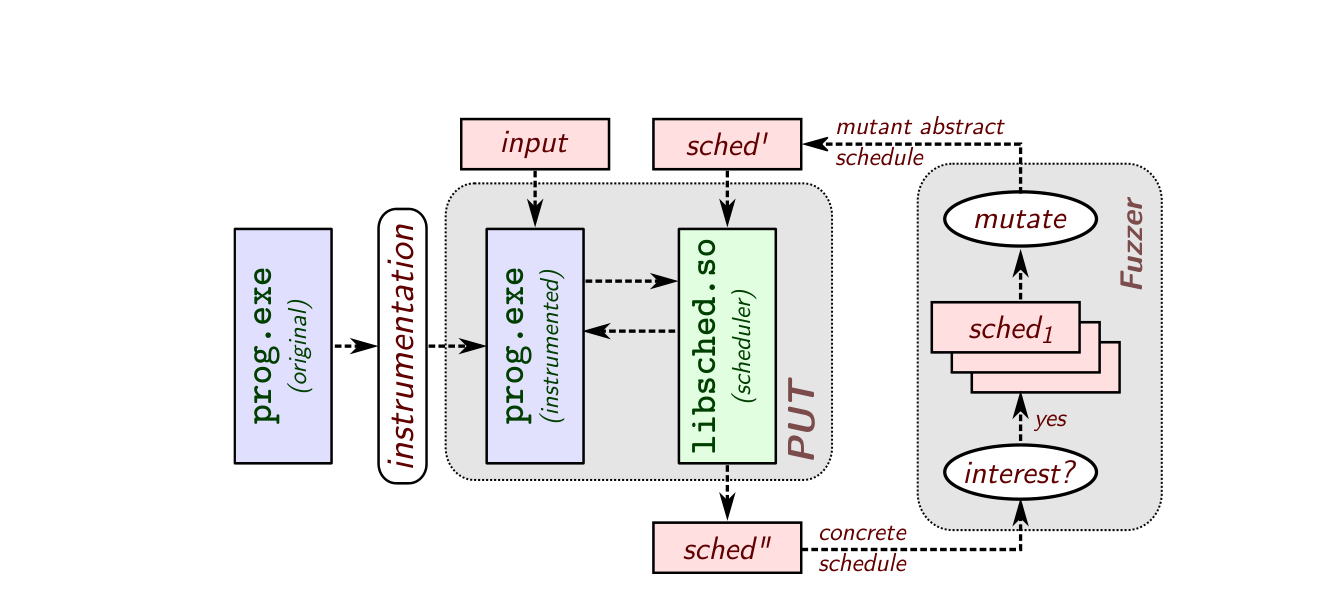 mutant abstract
schedule
input
sched'
mutate
Fuzzer
prog.exe
(original)
instrumentation
prog.exe
(instrumented)
libsched.so
(scheduler)
PUT
sched1
yes
interest?
sched"
concrete
schedule